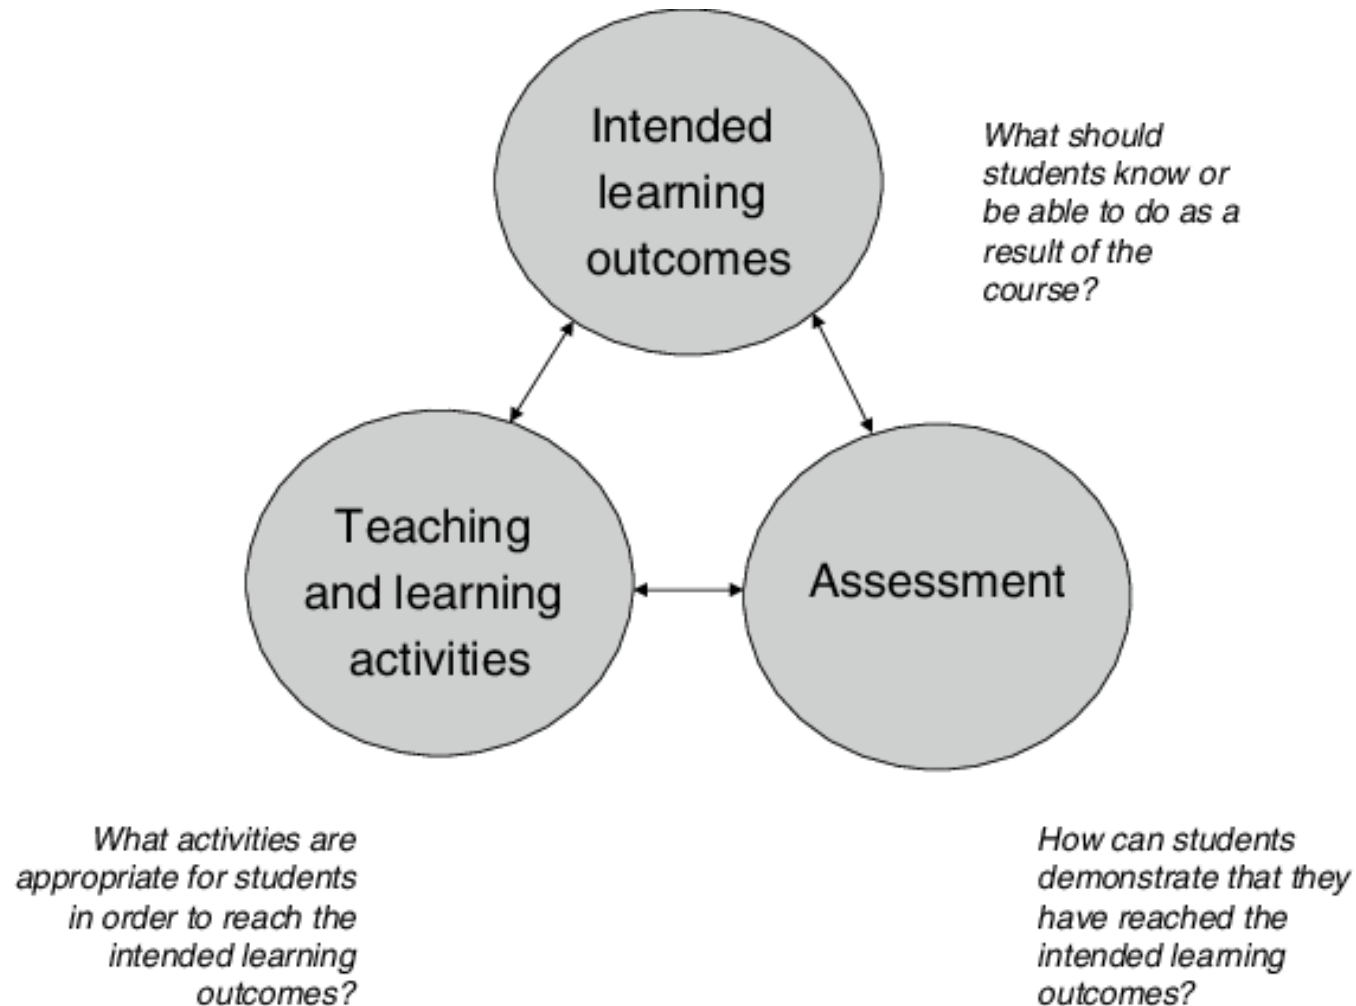 Intended
learning
outcomes
What should
students know or
be able to do as a
result of the
course?
Teaching
and learning
activities
Assessment
What activities are
appropriate for students
in order to reach the
intended learning
outcomes?
How can students
demonstrate that they
have reached the
intended learning
outcomes?